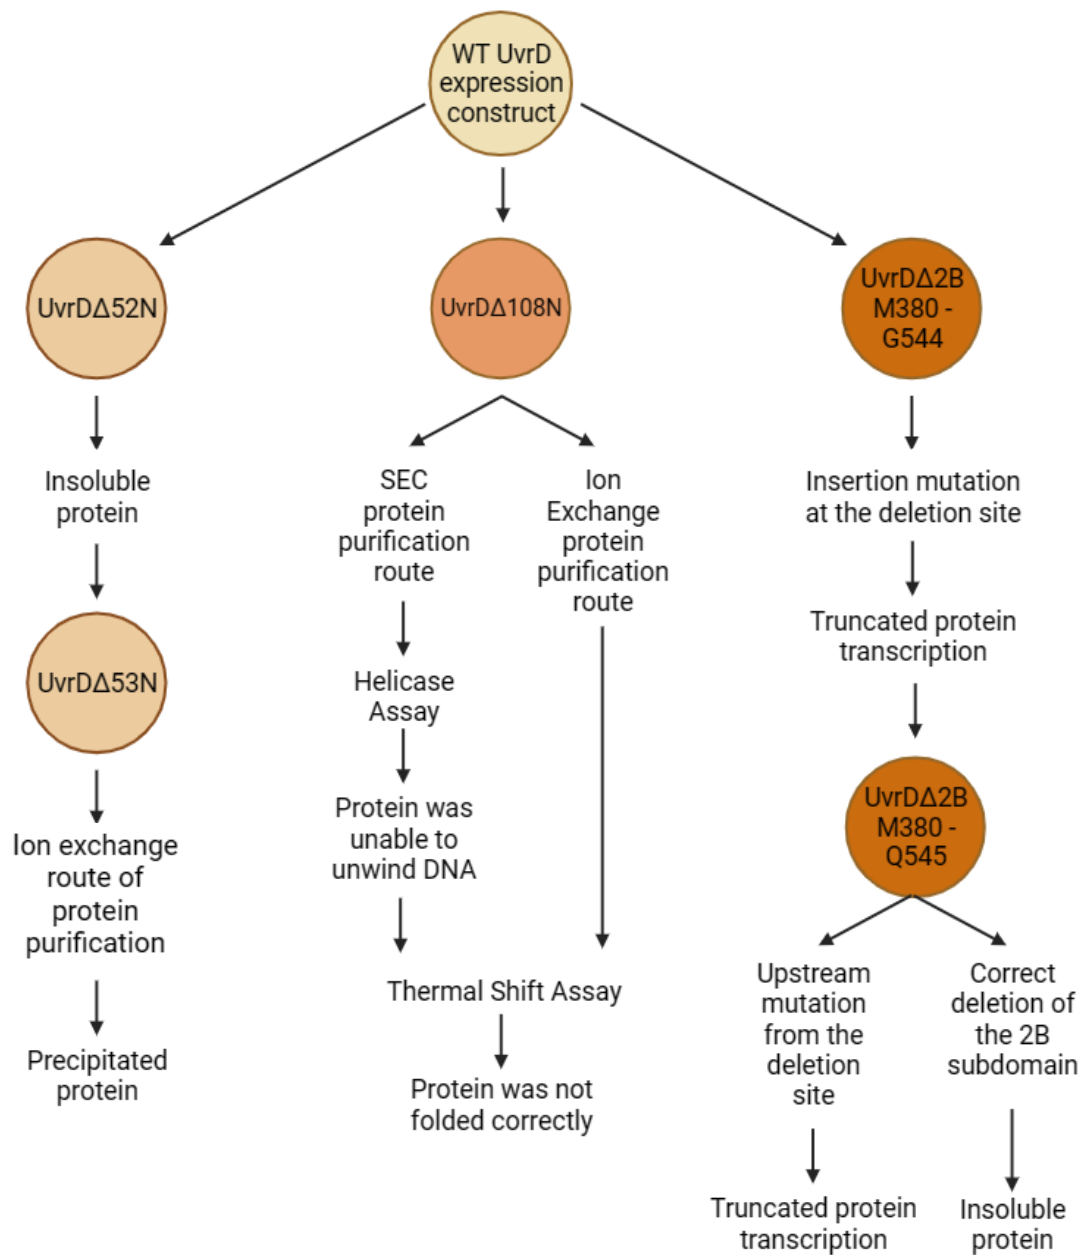 WT UvrD
expression
construct
UvrDΔ52N
UvrDΔ108N
UvrDΔ2B
M380 -
G544
Insoluble
protein
SEC
protein
purification
route
Ion
Exchange
protein
purification
route
Insertion mutation
at the deletion site
UvrDΔ53N
Helicase
Assay
Truncated protein
transcription
Protein was
unable to
unwind DNA
UvrDΔ2B
M380 -
Q545
Ion exchange
route of
protein
purification
Thermal Shift Assay
Upstream
mutation
from the
deletion
site
Correct
deletion of
the 2B
subdomain
Precipitated
protein
Protein was not
folded correctly
Truncated protein
transcription
Insoluble
protein